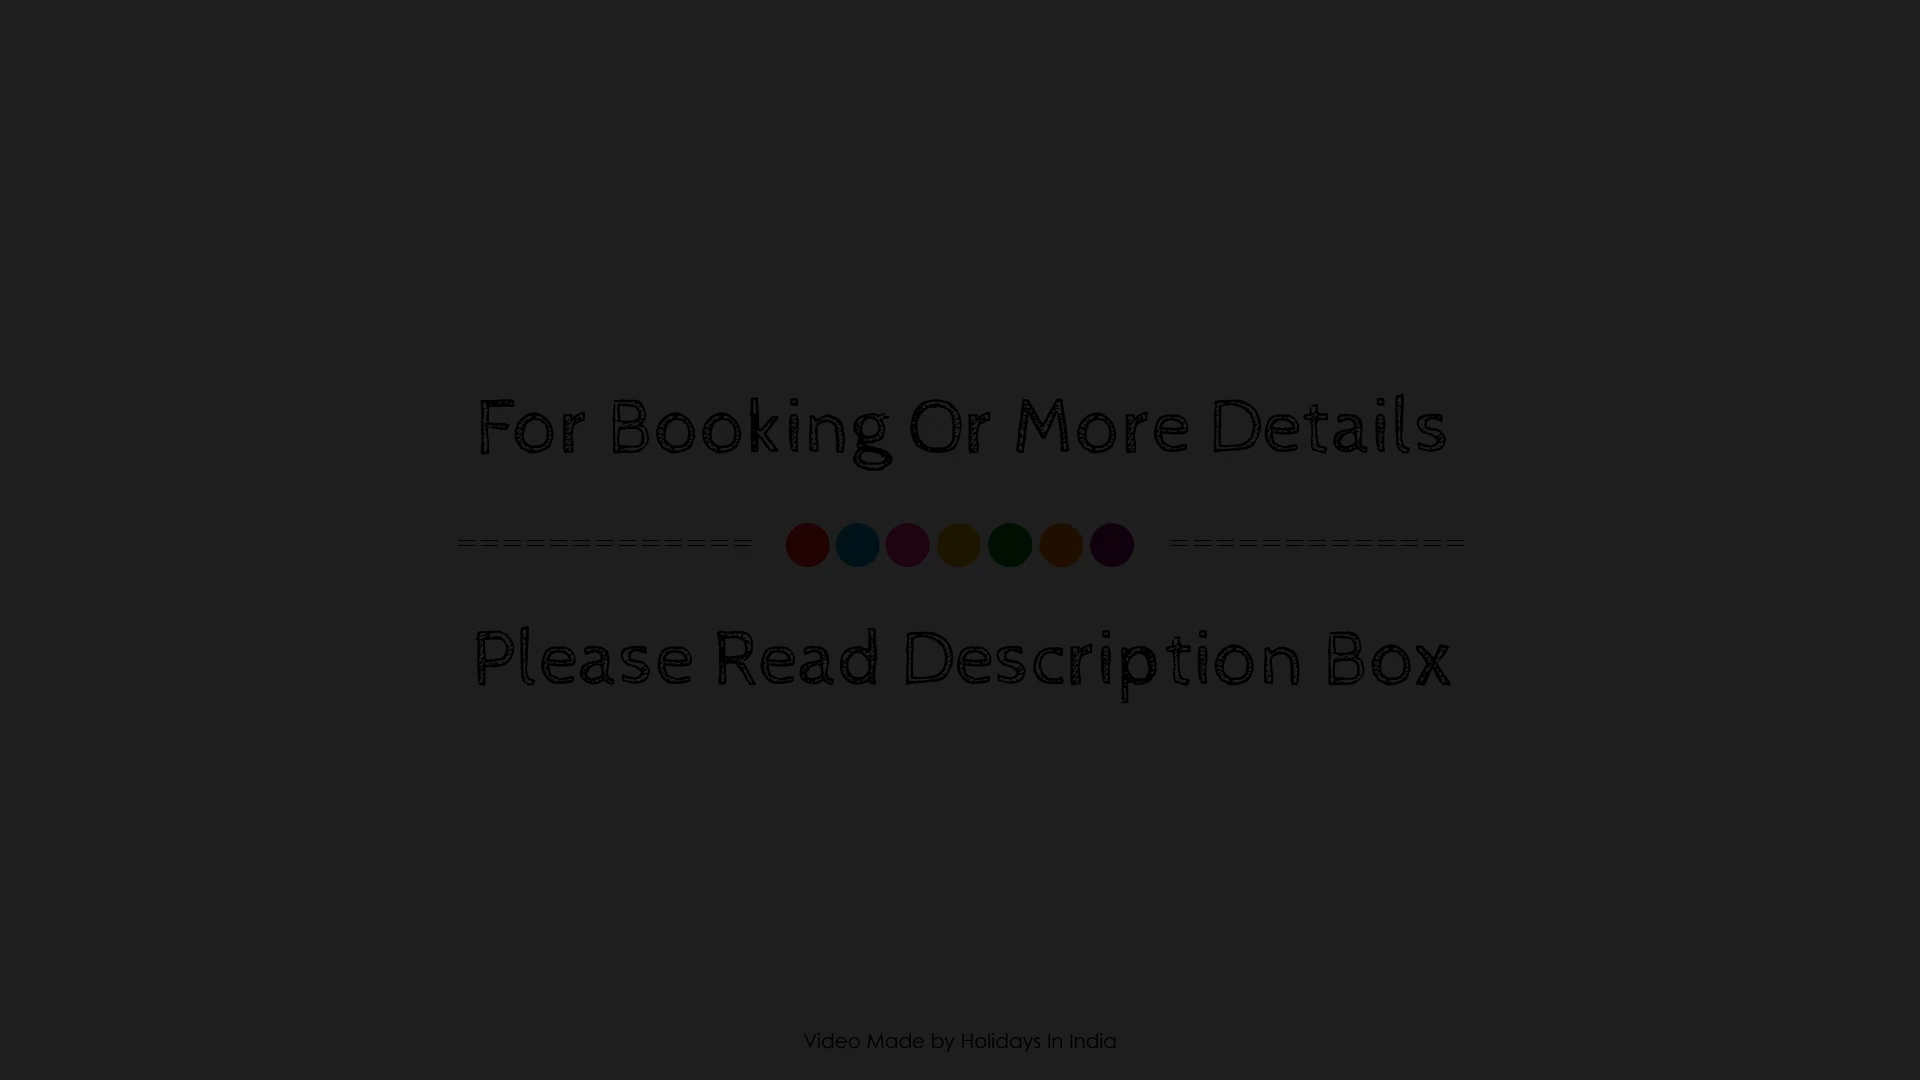 For Booking Or More Details
============= =============
Please Read Description Box
Video Made by Holidays In India